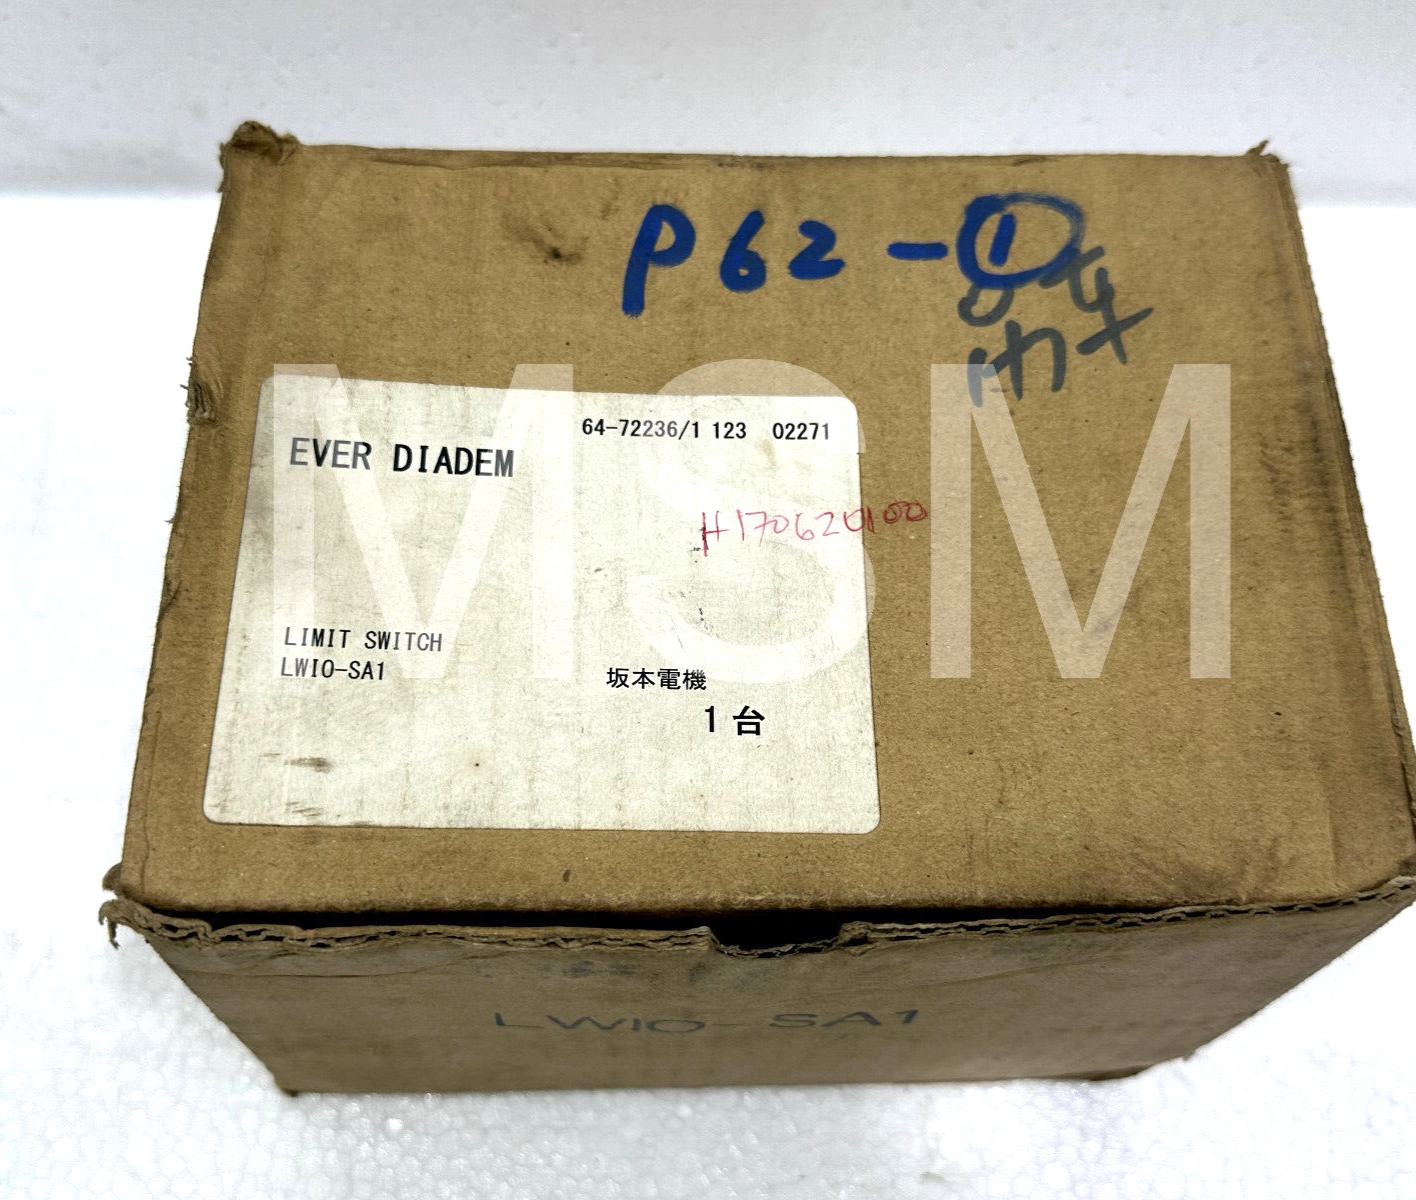 P62-①
64-72236/1 123 02271
EVER DIADEM
H170620100
LIMIT SWITCH
LWIO-SA1
坂本電機
1 台
LWIO-SA1
MSM